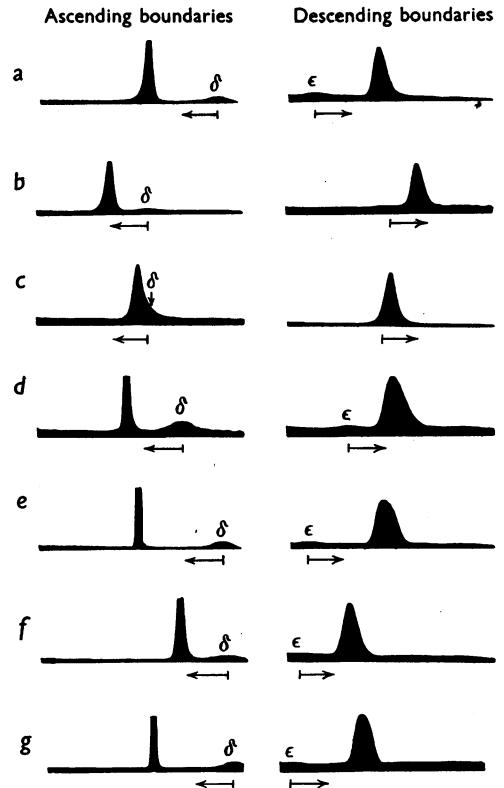 Ascending boundaries Descending boundaries
a δ ε
b δ
c δ
d δ ε
e δ ε
f δ ε
g δ ε